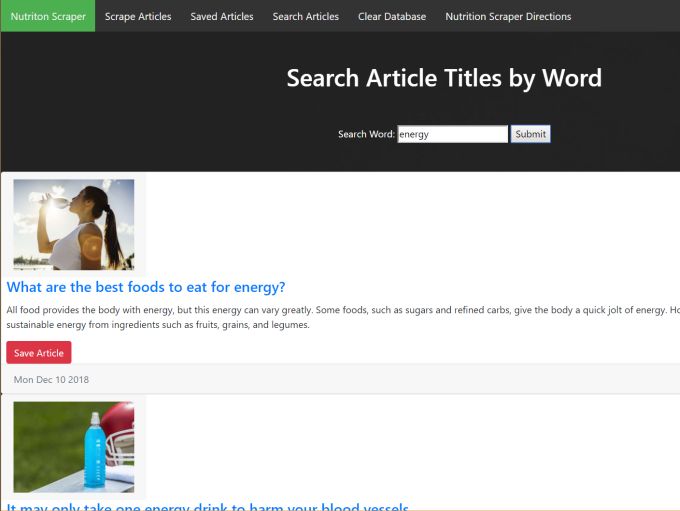 Nutriton Scraper Scrape Articles Saved Articles Search Articles Clear Database Nutrition Scraper Directions
Search Article Titles by Word
Search Word: energy Submit
What are the best foods to eat for energy?
All food provides the body with energy, but this energy can vary greatly. Some foods, such as sugars and refined carbs, give the body a quick jolt of energy. Ho
sustainable energy from ingredients such as fruits, grains, and legumes.
Save Article
Mon Dec 10 2018
It may only take one energy drink to harm your blood vessels